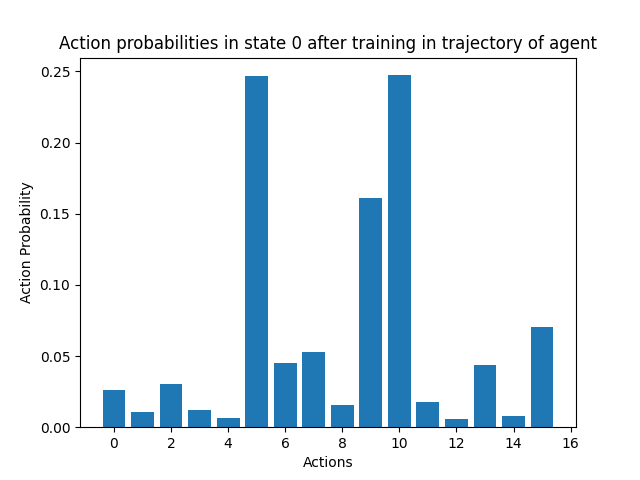 Action probabilities in state 0 after training in trajectory of agent
0.25
0.20
0.15
0.10
0.05
0.00
Action Probability
0 2 4 6 8 10 12 14 16
Actions